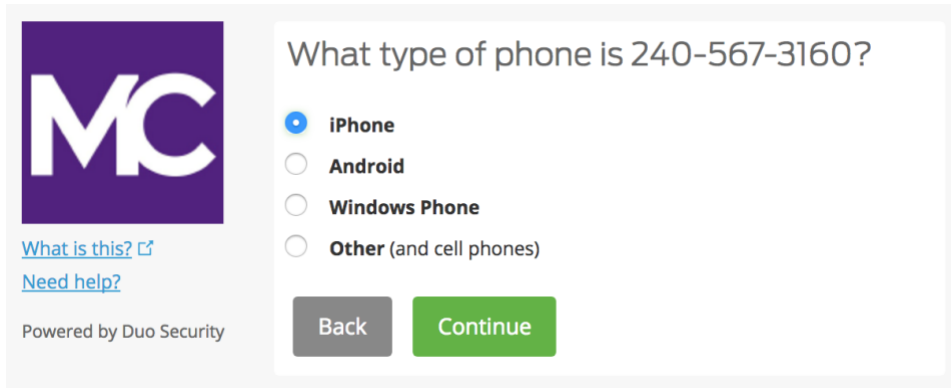 MC
What is this?
Need help?
Powered by Duo Security
What type of phone is 240-567-3160?
iPhone
Android
Windows Phone
Other (and cell phones)
Back
Continue